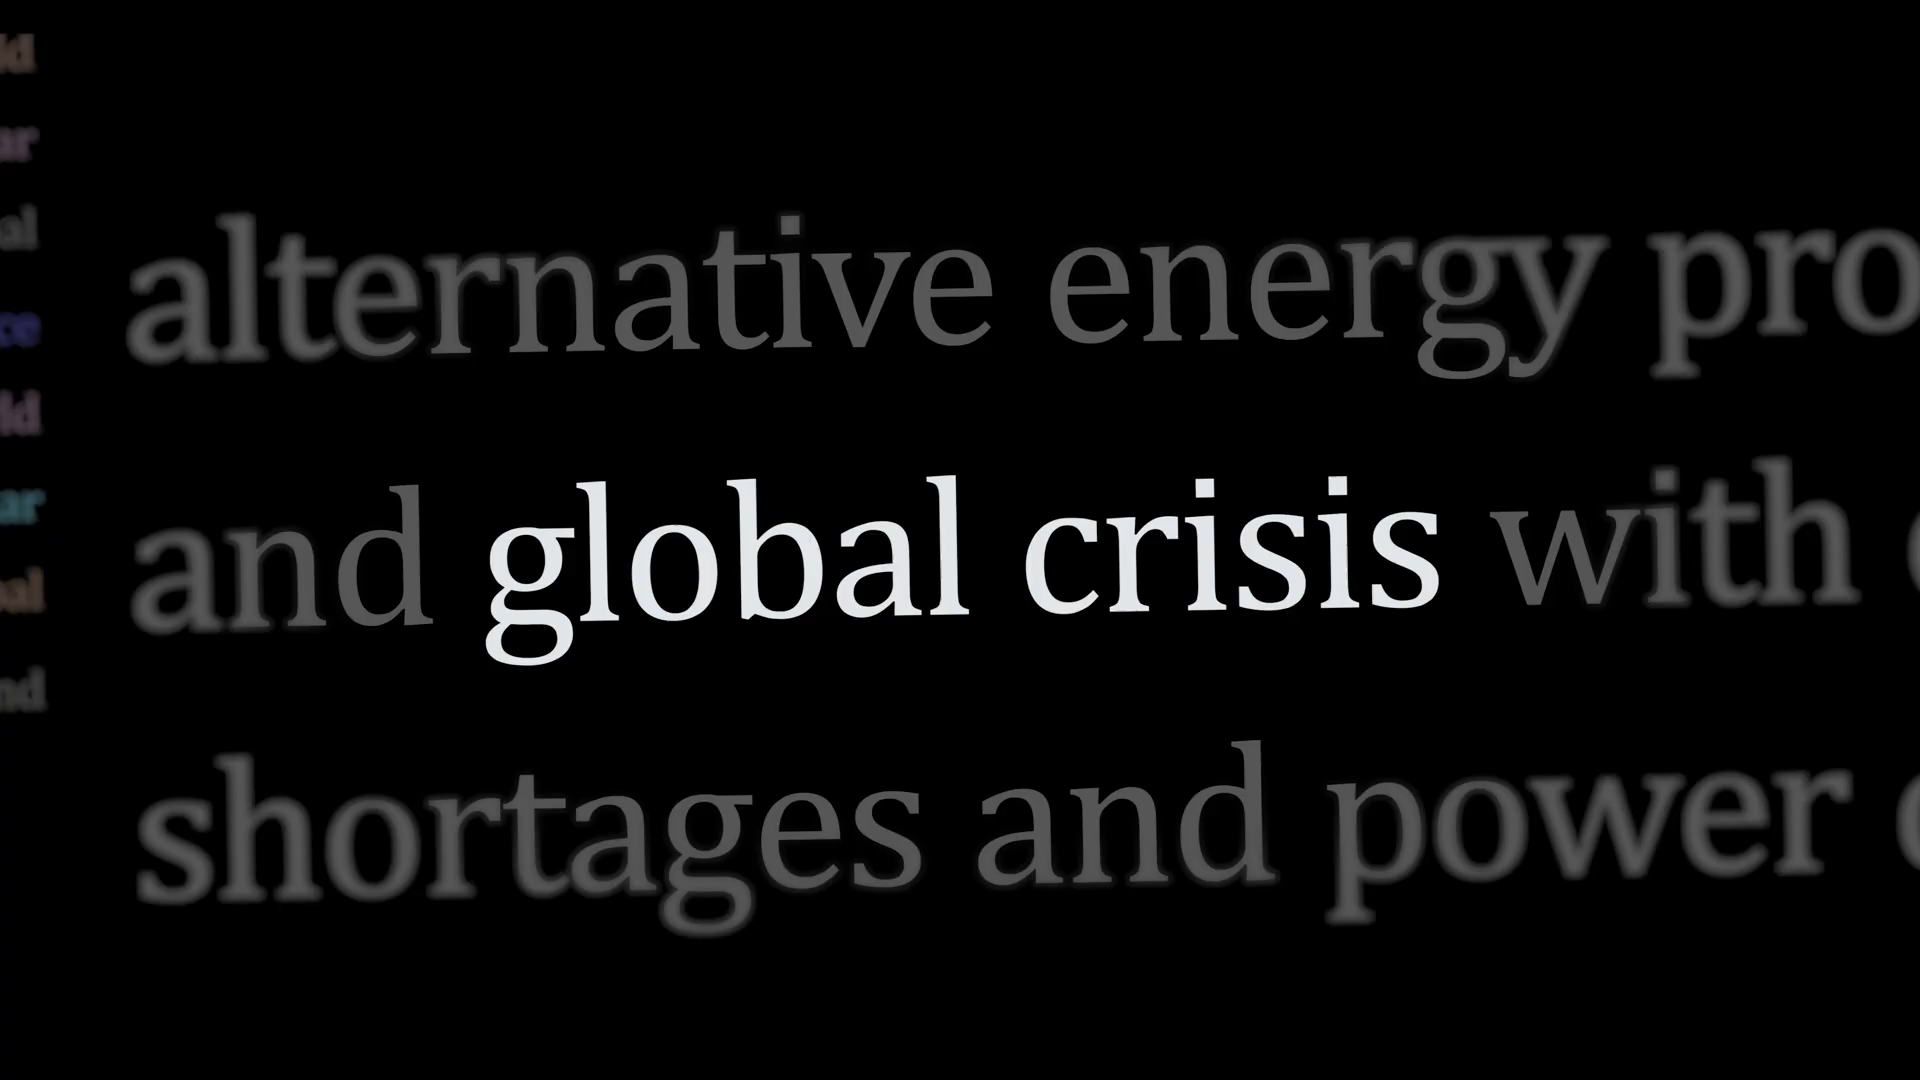 alternative energy pro
and global crisis with
shortages and power